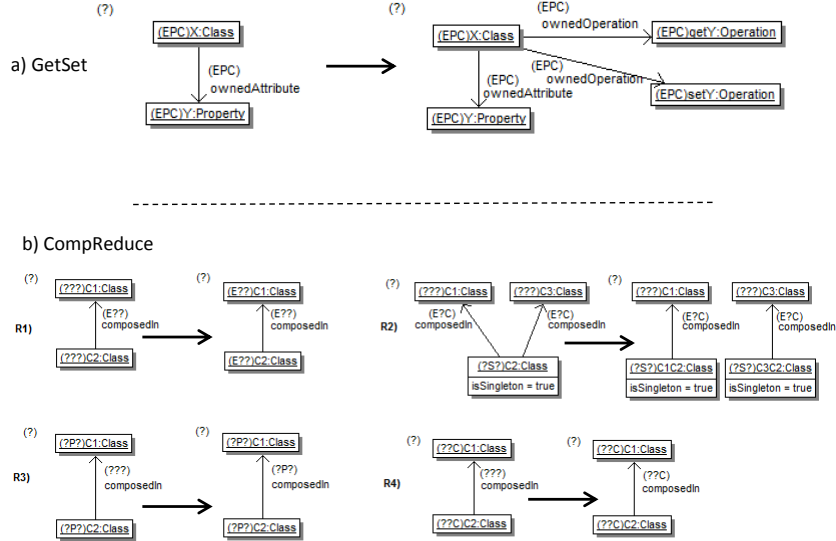 a) GetSet
(?)
(EPC)X:Class
(EPC)
ownedAttribute
(EPC)Y:Property
(?)
(EPC)X:Class
(EPC)
ownedOperation
(EPC)getY:Operation
(EPC)
ownedOperation
(EPC)setY:Operation
(EPC)
ownedAttribute
(EPC)Y:Property
b) CompReduce
R1)
(?)
(???)C1:Class
(E??)
composedIn
(???)C2:Class
(?)
(E??)C1:Class
(E??)
composedIn
(E??)C2:Class
R2)
(?)
(???)C1:Class
(???)C3:Class
(E?C)
composedIn
(E?C)
composedIn
(?S?)C2:Class
isSingleton = true
(?)
(???)C1:Class
(???)C3:Class
(E?C)
composedIn
(E?C)
composedIn
(?S?)C1C2:Class
isSingleton = true
(?S?)C3C2:Class
isSingleton = true
R3)
(?)
(?P?)C1:Class
(???)
composedIn
(?P?)C2:Class
(?)
(?P?)C1:Class
(?P?)
composedIn
(?P?)C2:Class
R4)
(?)
(??C)C1:Class
(???)
composedIn
(??C)C2:Class
(?)
(??C)C1:Class
(??C)
composedIn
(??C)C2:Class